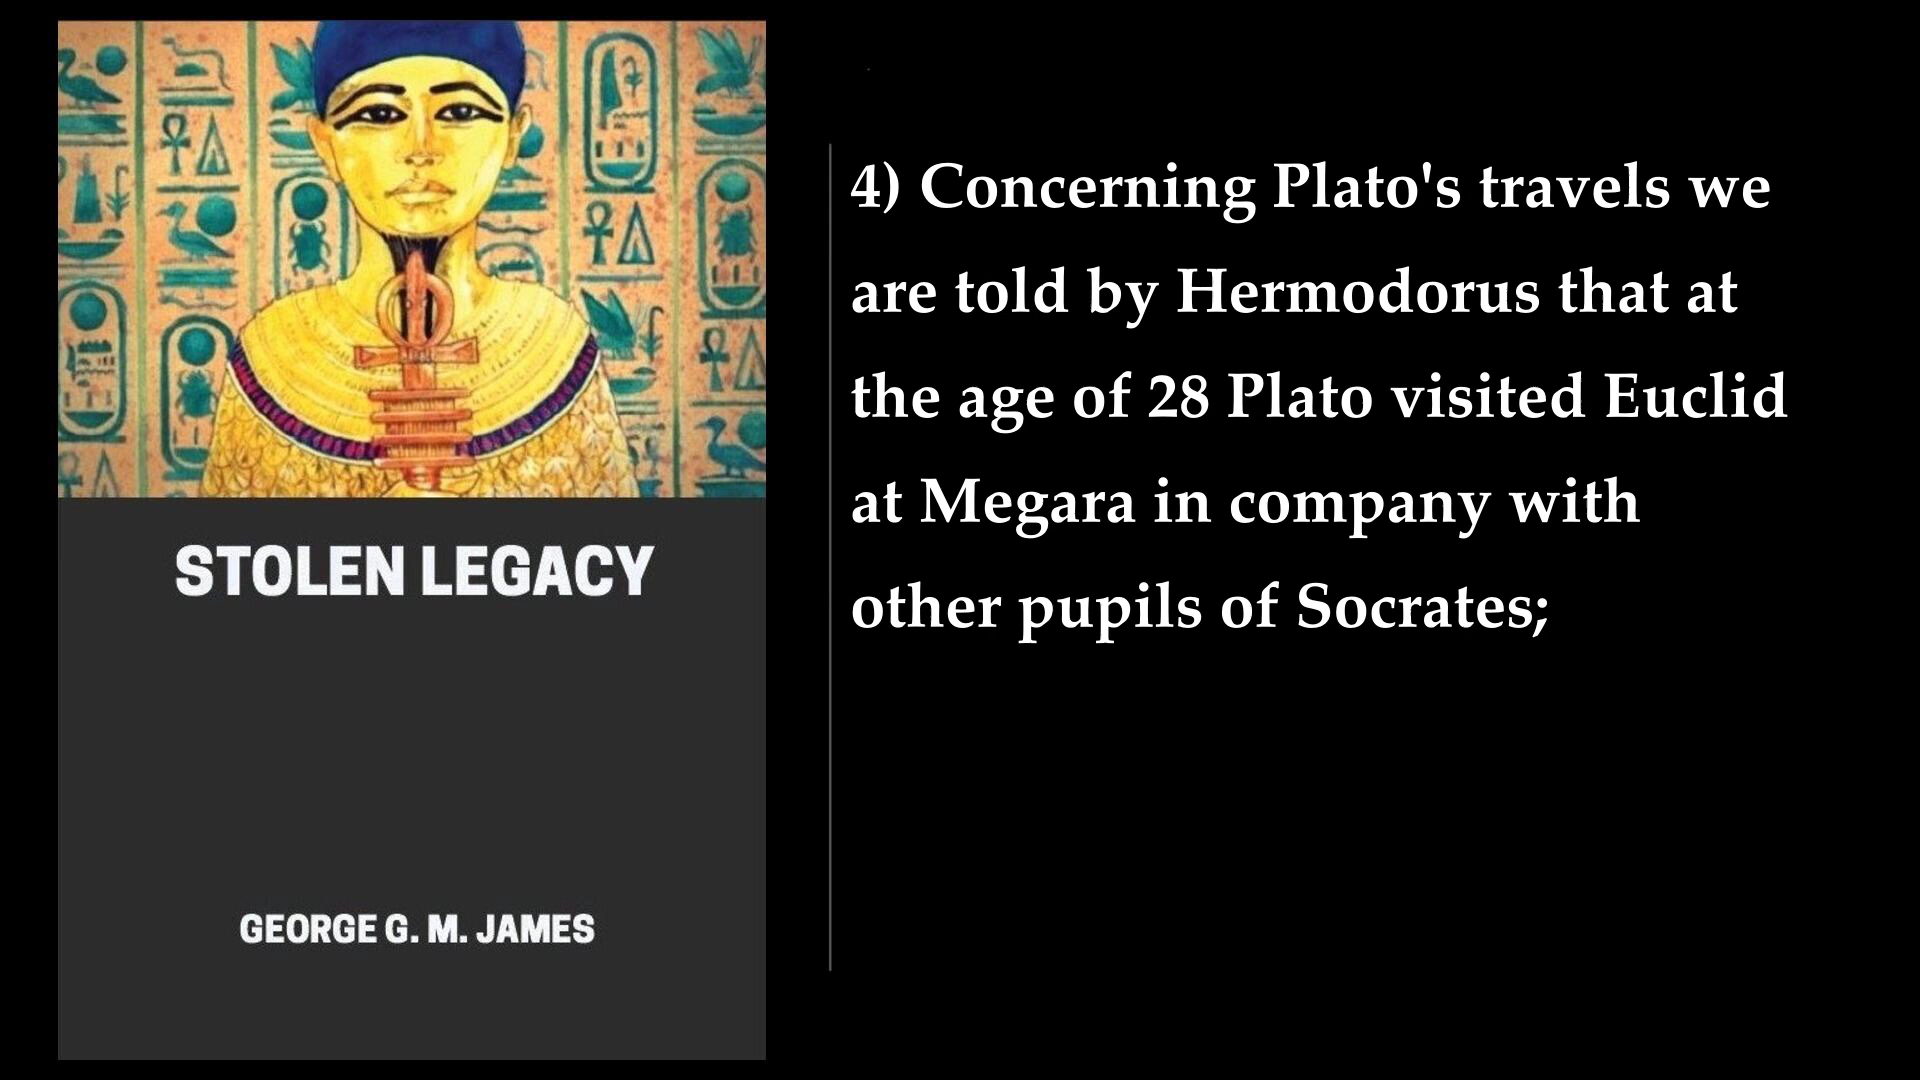 STOLEN LEGACY
GEORGE G. M. JAMES
4) Concerning Plato's travels we
are told by Hermodorus that at
the age of 28 Plato visited Euclid
at Megara in company with
other pupils of Socrates;